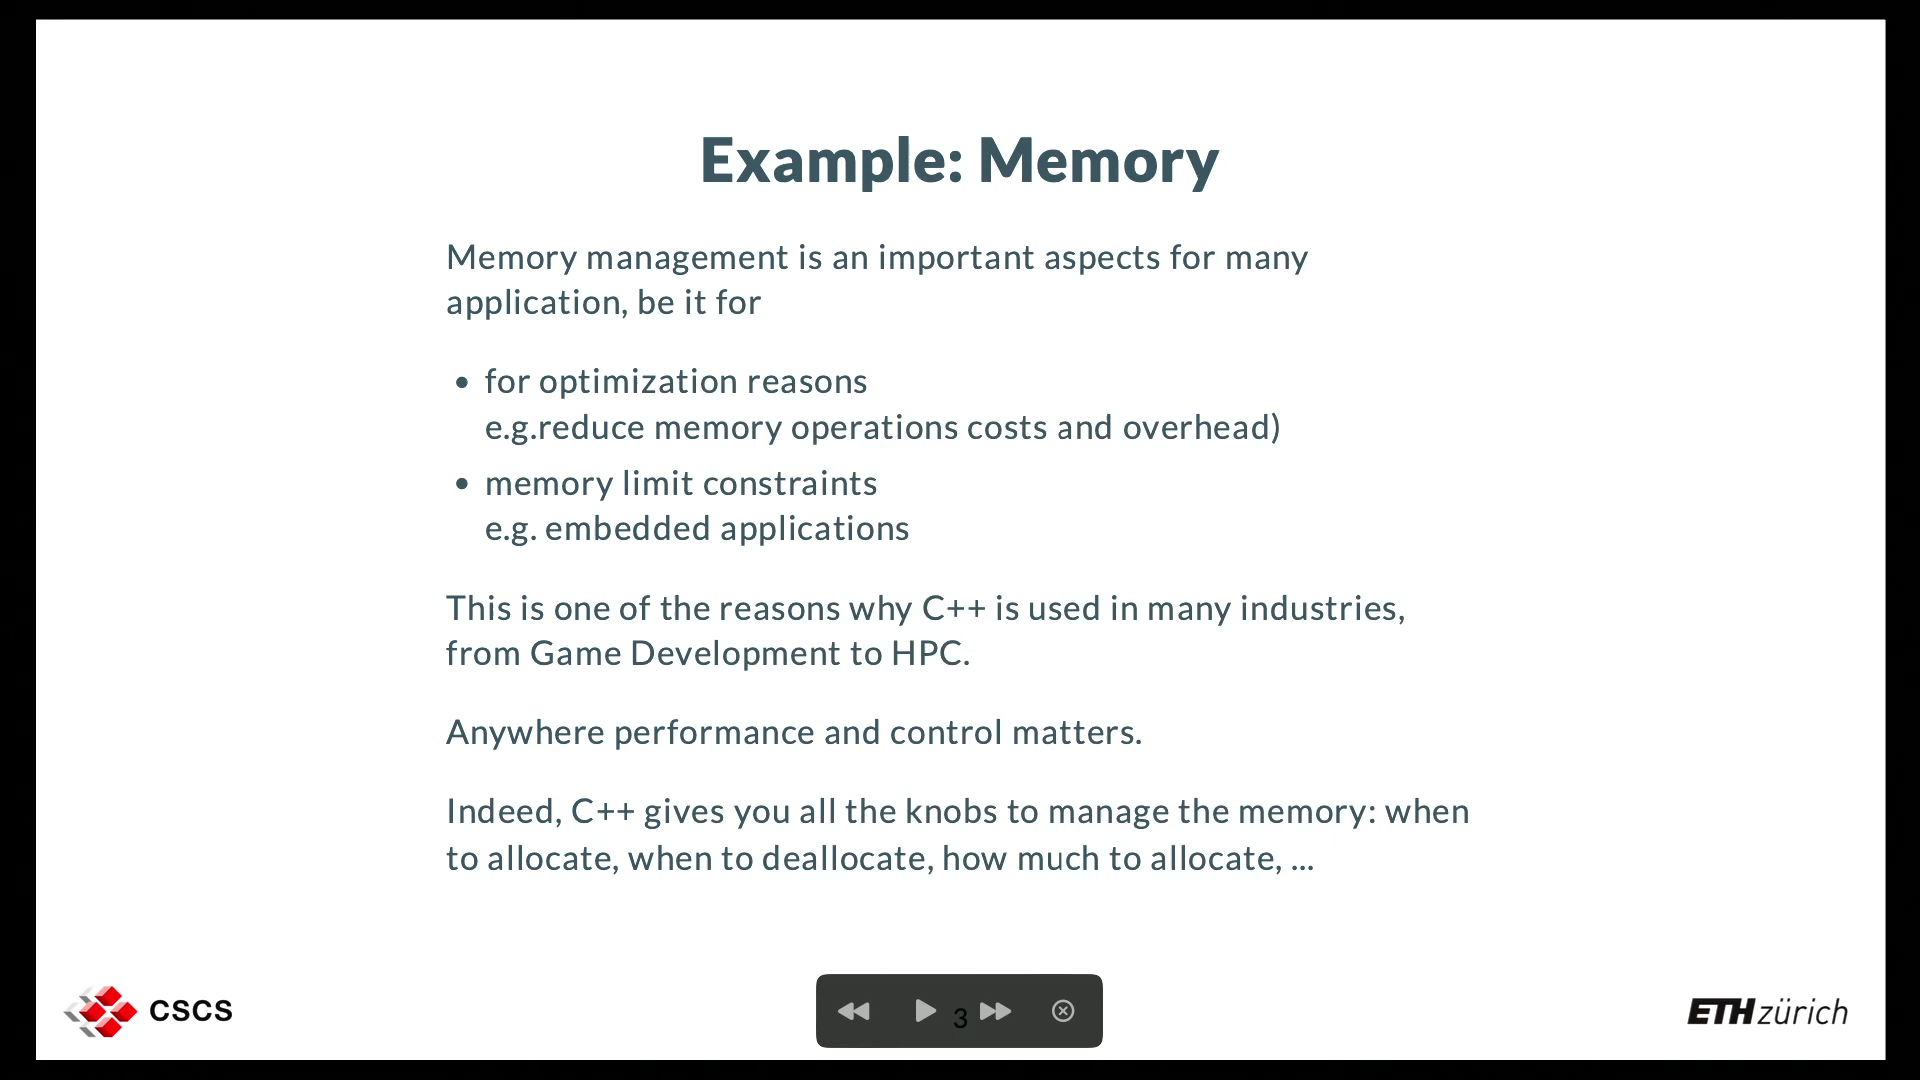 Example: Memory
Memory management is an important aspects for many
application, be it for
• for optimization reasons
e.g.reduce memory operations costs and overhead)
• memory limit constraints
e.g. embedded applications
This is one of the reasons why C++ is used in many industries,
from Game Development to HPC.
Anywhere performance and control matters.
Indeed, C++ gives you all the knobs to manage the memory: when
to allocate, when to deallocate, how much to allocate, ...
CSCS
3
ETH zürich